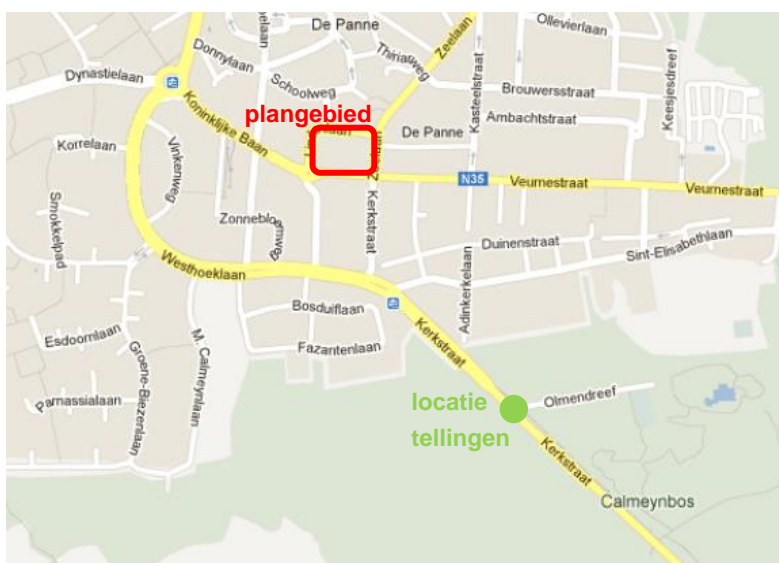 De Panne
Ollevierlaan
Zeelaan
Donnylaan
Thiriatweg
Dynastielaan
Schoolweg
Kasteelstraat
Brouwersstraat
Keesjesdreef
Koninklijke Baan
plangebied
Ambachtstraat
De Panne
Korrelaan
Vinkenweg
N35
Veurnestraat
Veurnestraat
Kerkstraat
Smokkelpad
Zonnebloemweg
Duinenstraat
Sint-Elisabethlaan
Westhoeklaan
Adinkerkelaan
Bosduiflaan
Kerkstraat
Esdoornlaan
M. Calmeynlaan
Fazantenlaan
Groene-Biezenlaan
Parnassialaan
locatie
tellingen
Olmendreef
Kerkstraat
Calmeynbos